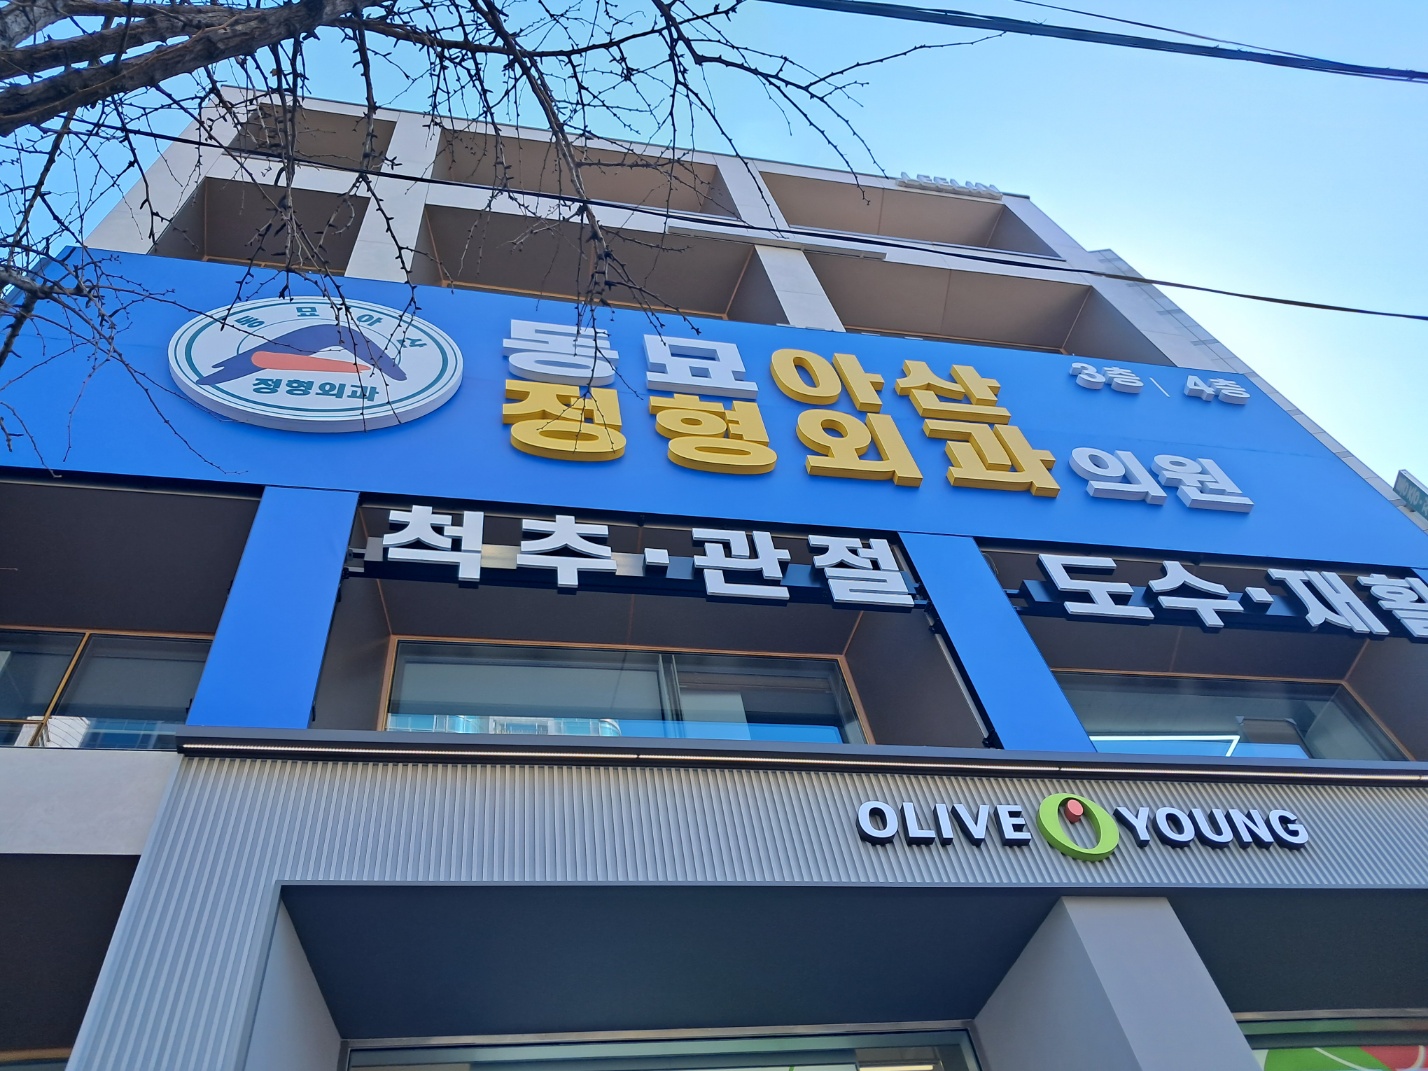 동묘아산
정형외과
동묘아산 3층 | 4층
정형외과의원
척추·관절 도수·재활
OLIVE YOUNG